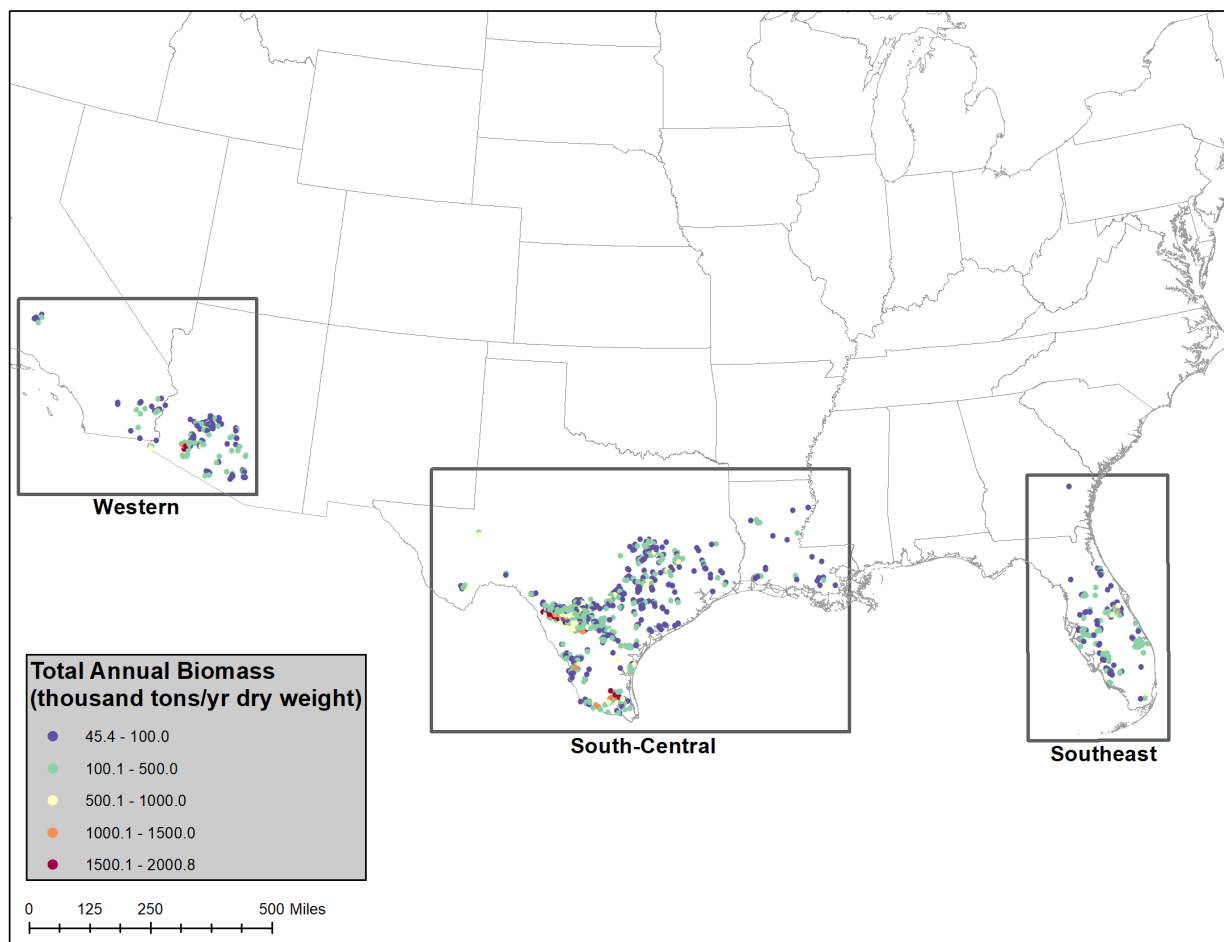 Western
South-Central
Southeast
Total Annual Biomass
(thousand tons/yr dry weight)
45.4 - 100.0
100.1 - 500.0
500.1 - 1000.0
1000.1 - 1500.0
1500.1 - 2000.8
0 125 250 500 Miles